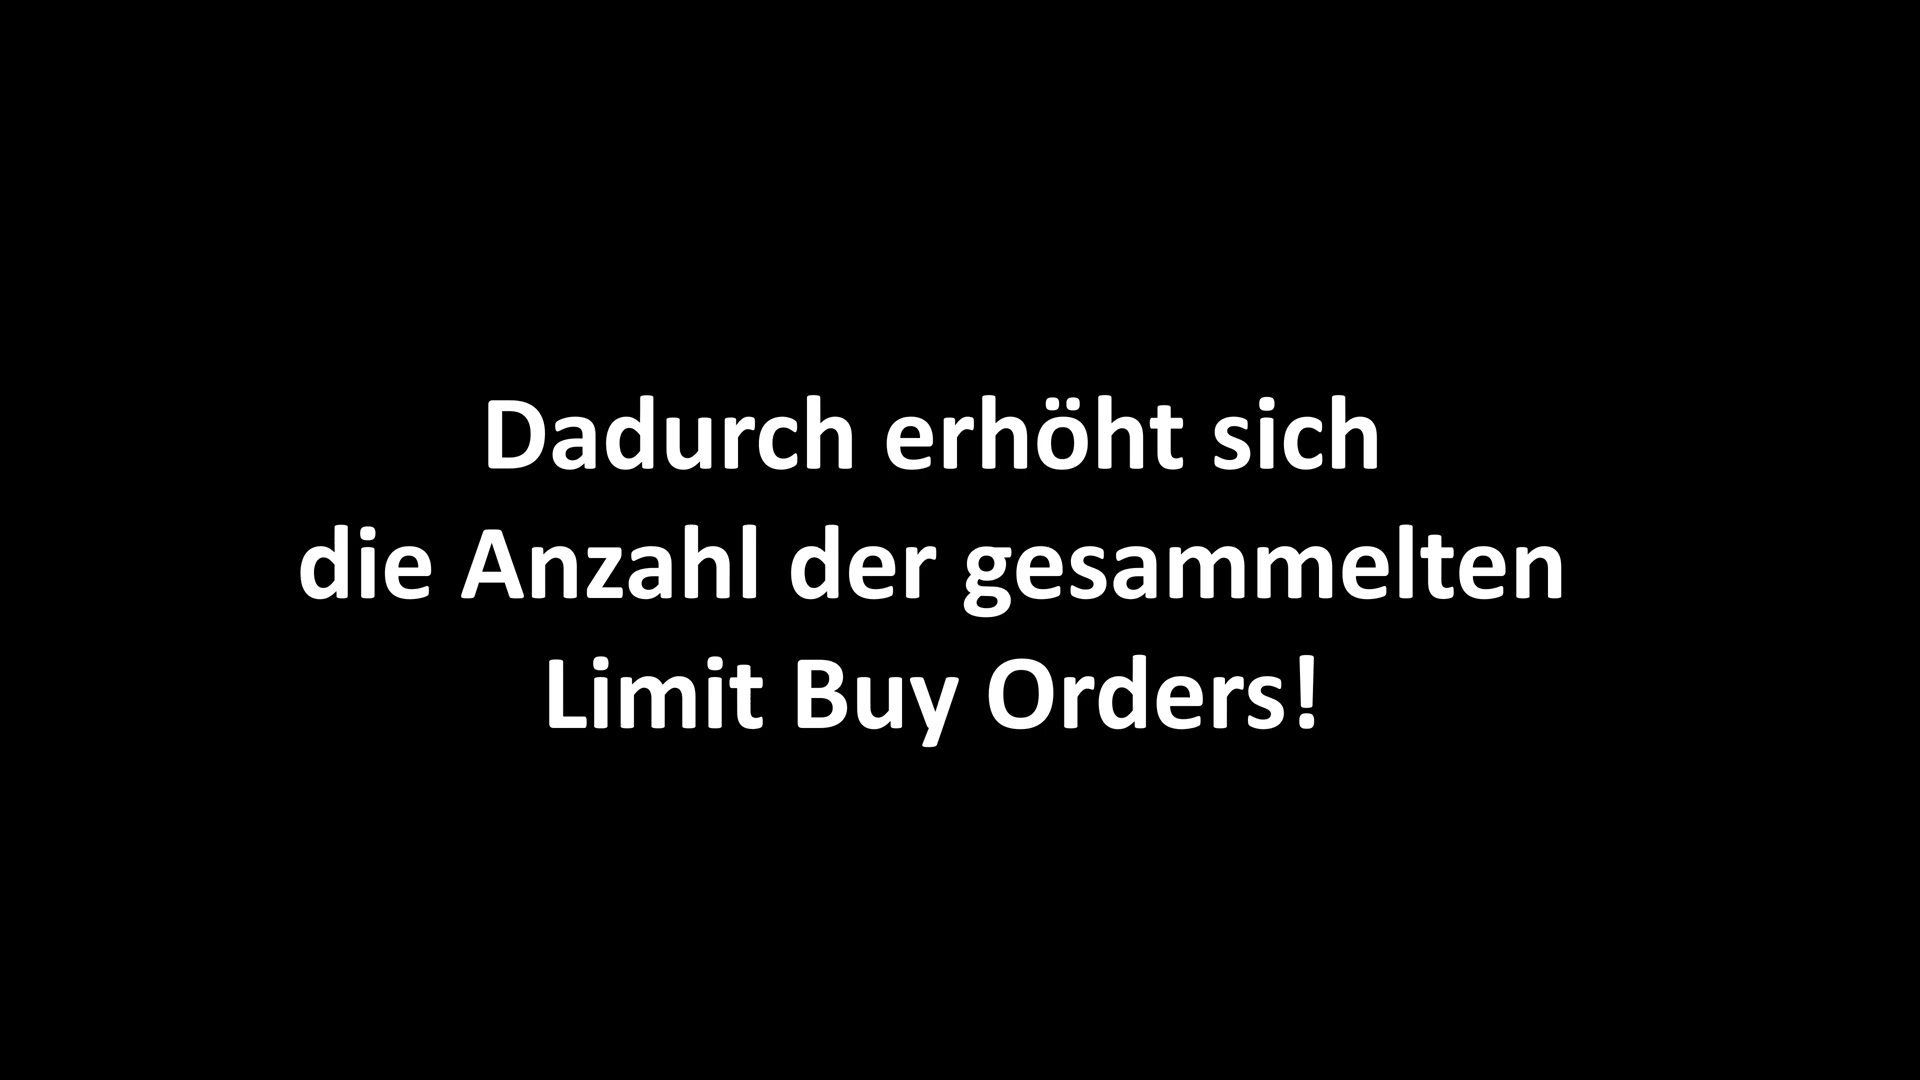 Dadurch erhöht sich
die Anzahl der gesammelten
Limit Buy Orders!